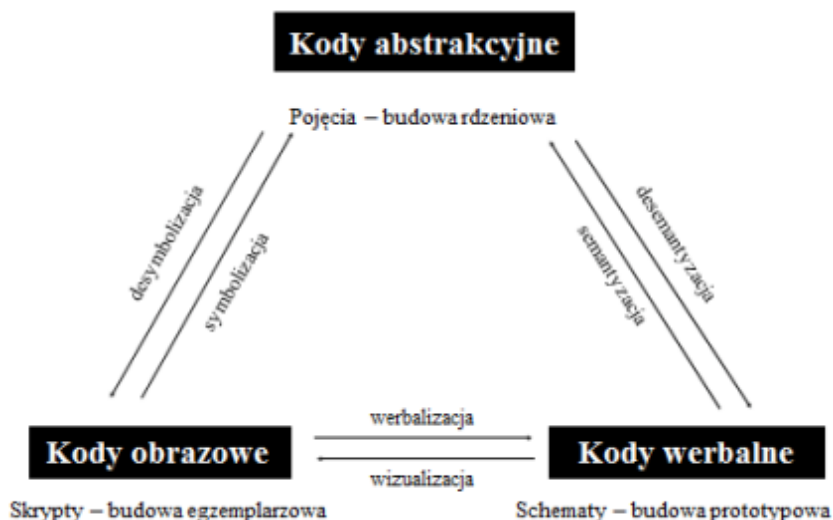 Kody abstrakcyjne
Pojęcia – budowa rdzeniowa
desymbolizacja
symbolizacja
semantyzacja
desemantyzacja
werbalizacja
Kody obrazowe
Kody werbalne
wizualizacja
Skrypty – budowa egzemplarzowa
Schematy – budowa prototypowa